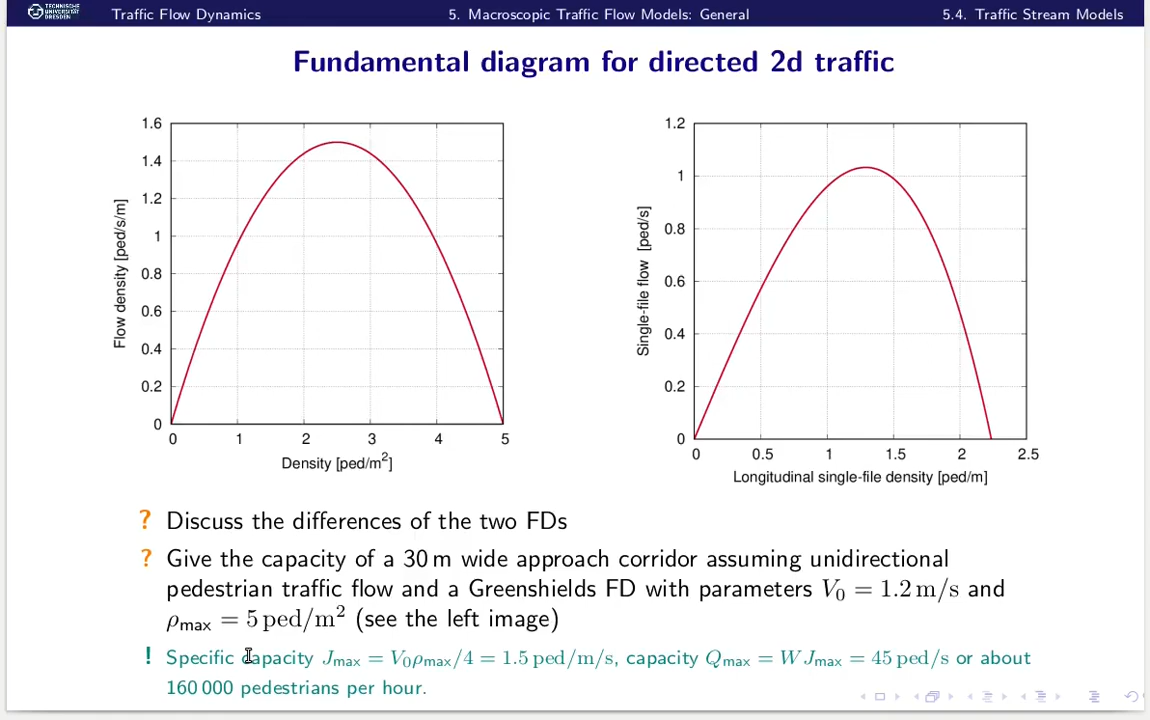 TECHNISCHE
UNIVERSITÄT
DRESDEN
Traffic Flow Dynamics
5. Macroscopic Traffic Flow Models: General
5.4. Traffic Stream Models
Fundamental diagram for directed 2d traffic
1.6
1.4
1.2
1
0.8
0.6
0.4
0.2
0
Flow density [ped/s/m]
0 1 2 3 4 5
Density [ped/m²]
1.2
1
0.8
0.6
0.4
0.2
0
Single-file flow [ped/s]
0 0.5 1 1.5 2 2.5
Longitudinal single-file density [ped/m]
? Discuss the differences of the two FDs
? Give the capacity of a 30 m wide approach corridor assuming unidirectional
pedestrian traffic flow and a Greenshields FD with parameters V₀ = 1.2 m/s and
ρmax = 5 ped/m² (see the left image)
! Specific capacity Jmax = V₀ρmax/4 = 1.5 ped/m/s, capacity Qmax = WJmax = 45 ped/s or about
160 000 pedestrians per hour.